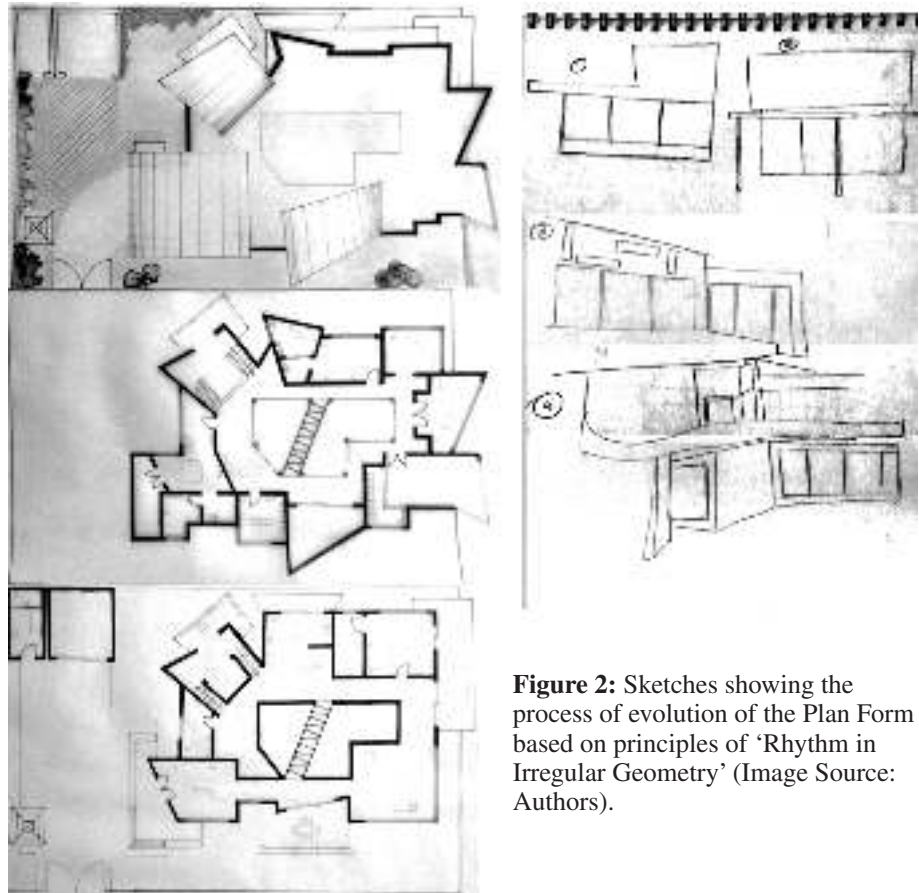 Figure 2: Sketches showing the
process of evolution of the Plan Form
based on principles of ‘Rhythm in
Irregular Geometry’ (Image Source:
Authors).